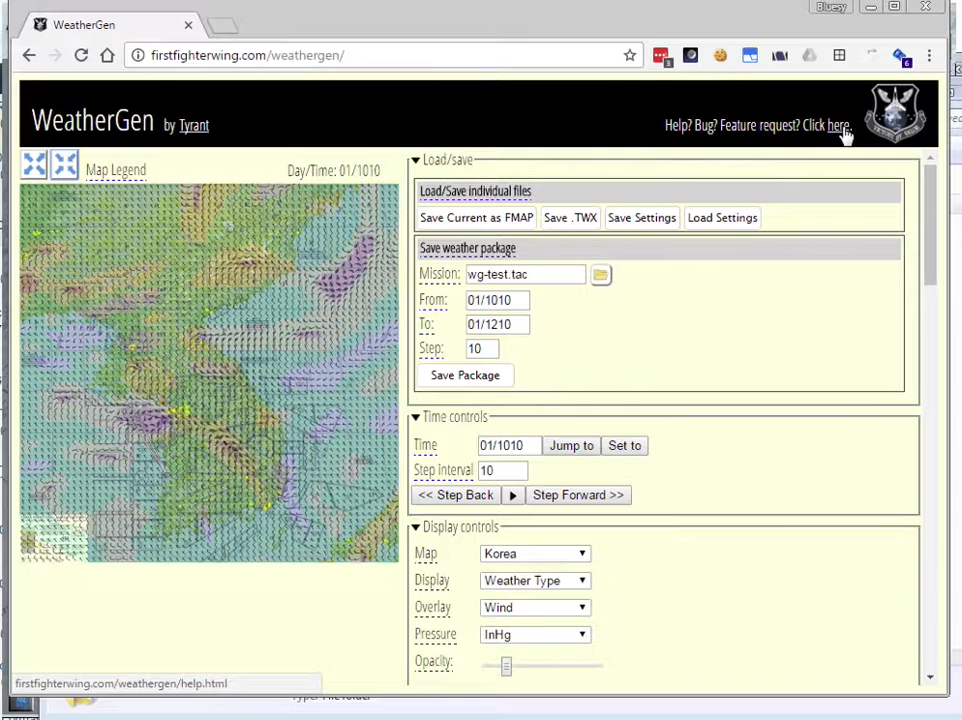 Bluesy
WeatherGen
firstfighterwing.com/weathergen/
3
6
WeatherGen by Tyrant
Help? Bug? Feature request? Click here.
Map Legend
Day/Time: 01/1010
Load/save
Load/Save individual files
Save Current as FMAP
Save .TWX
Save Settings
Load Settings
Save weather package
Mission: wg-test.tac
From: 01/1010
To: 01/1210
Step: 10
Save Package
Time controls
Time 01/1010 Jump to Set to
Step interval 10
<< Step Back
Step Forward >>
Display controls
Map Korea
Display Weather Type
Overlay Wind
Pressure InHg
Opacity:
firstfighterwing.com/weathergen/help.html